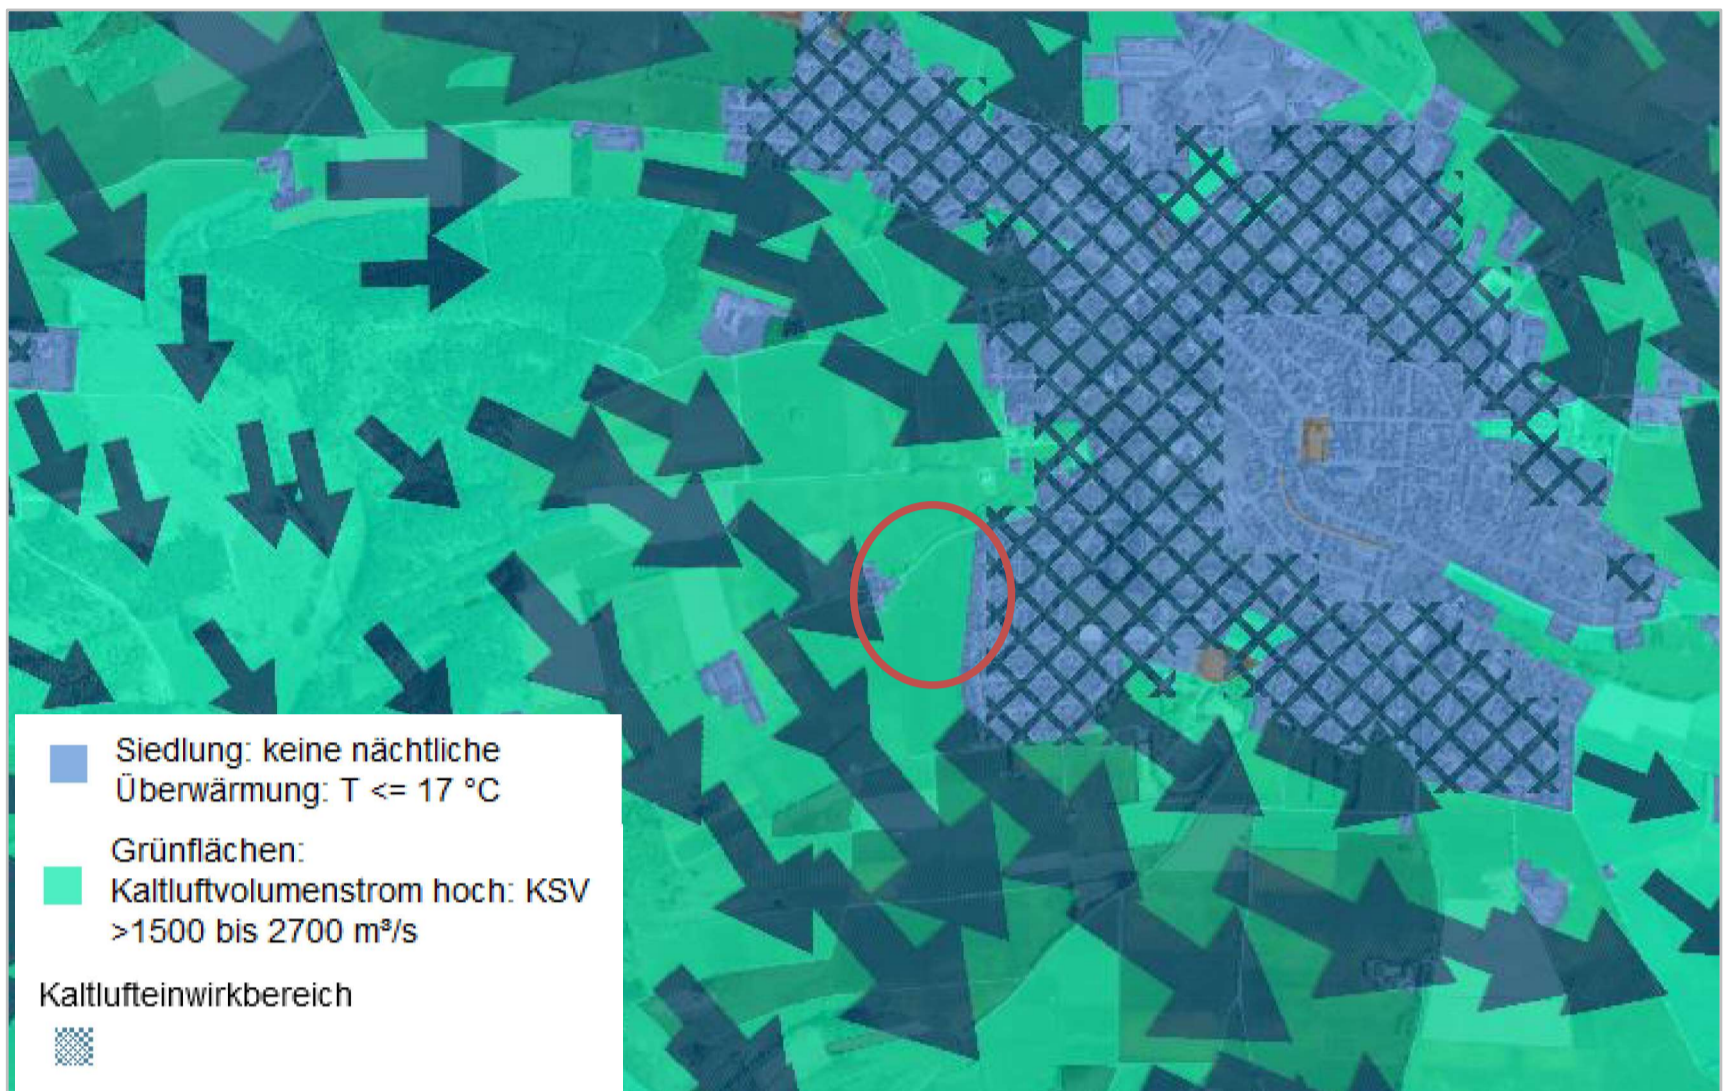 Siedlung: keine nächtliche
Überwärmung: T <= 17 °C
Grünflächen:
Kaltluftvolumenstrom hoch: KSV
>1500 bis 2700 m³/s
Kaltlufteinwirkbereich